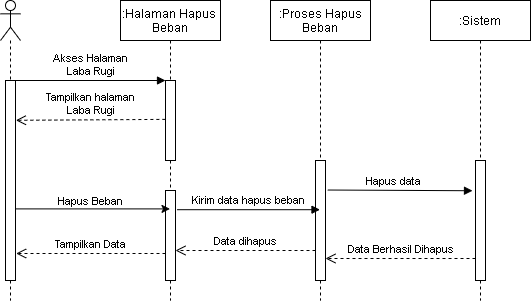 :Halaman Hapus
Beban
:Proses Hapus
Beban
:Sistem
Akses Halaman
Laba Rugi
Tampilkan halaman
Laba Rugi
Hapus data
Hapus Beban
Kirim data hapus beban
Tampilkan Data
Data dihapus
Data Berhasil Dihapus